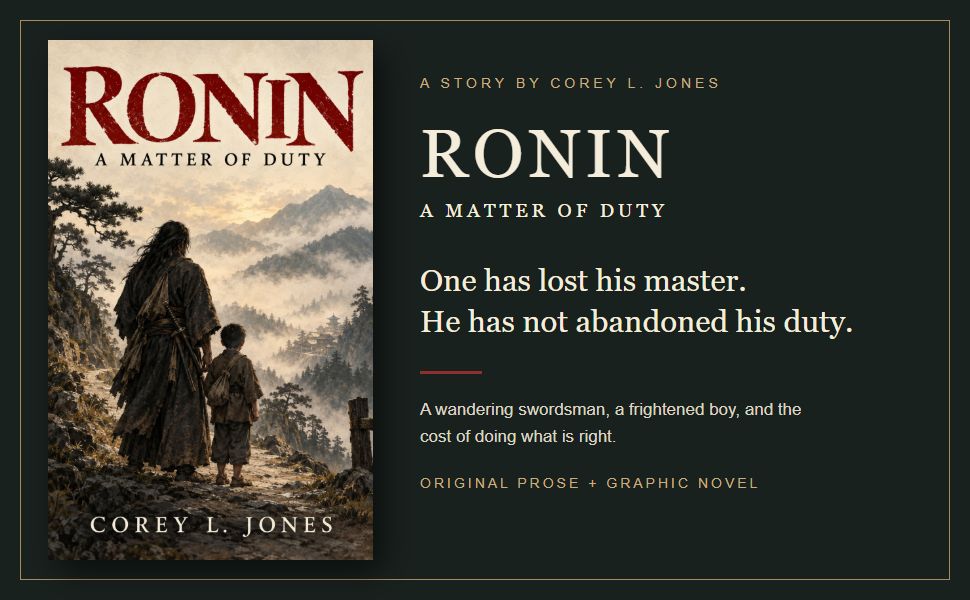 RONIN
A MATTER OF DUTY
COREY L. JONES
A STORY BY COREY L. JONES
RONIN
A MATTER OF DUTY
One has lost his master.
He has not abandoned his duty.
A wandering swordsman, a frightened boy, and the
cost of doing what is right.
ORIGINAL PROSE + GRAPHIC NOVEL